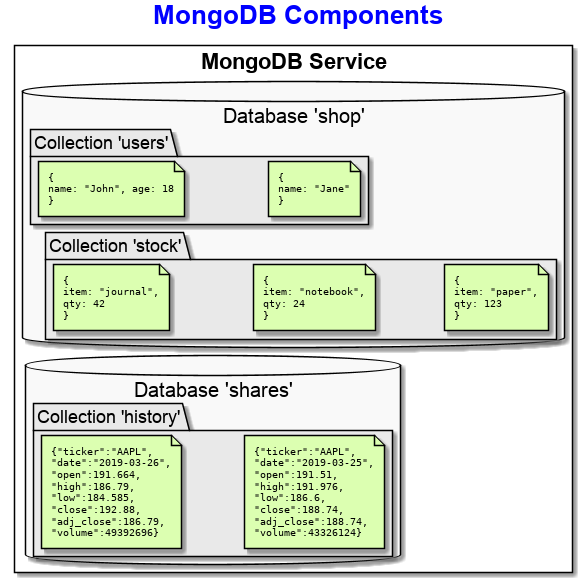 MongoDB Components
MongoDB Service
Database 'shop'
Collection 'users'
{
name: "John", age: 18
}
{
name: "Jane"
}
Collection 'stock'
{
item: "journal",
qty: 42
}
{
item: "notebook",
qty: 24
}
{
item: "paper",
qty: 123
}
Database 'shares'
Collection 'history'
{"ticker":"AAPL",
"date":"2019-03-26",
"open":191.664,
"high":186.79,
"low":184.585,
"close":192.88,
"adj_close":186.79,
"volume":49392696}
{"ticker":"AAPL",
"date":"2019-03-25",
"open":191.51,
"high":191.976,
"low":186.6,
"close":188.74,
"adj_close":188.74,
"volume":43326124}